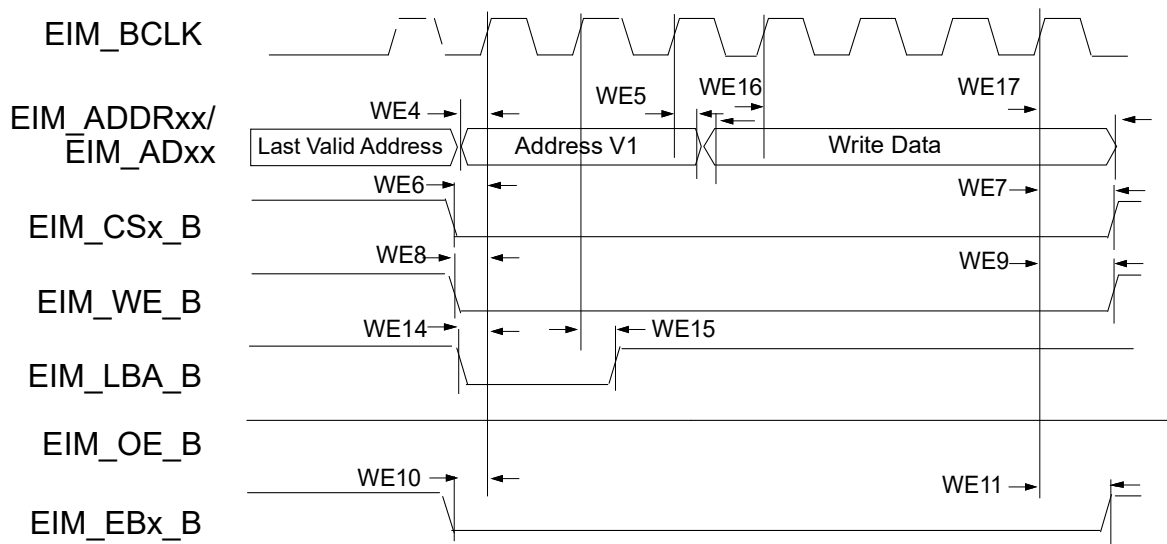 EIM_BCLK
WE4
WE5
WE16
WE17
EIM_ADDRxx/
EIM_ADxx
Last Valid Address
Address V1
Write Data
WE6
WE7
EIM_CSx_B
WE8
WE9
EIM_WE_B
WE14
WE15
EIM_LBA_B
EIM_OE_B
WE10
WE11
EIM_EBx_B